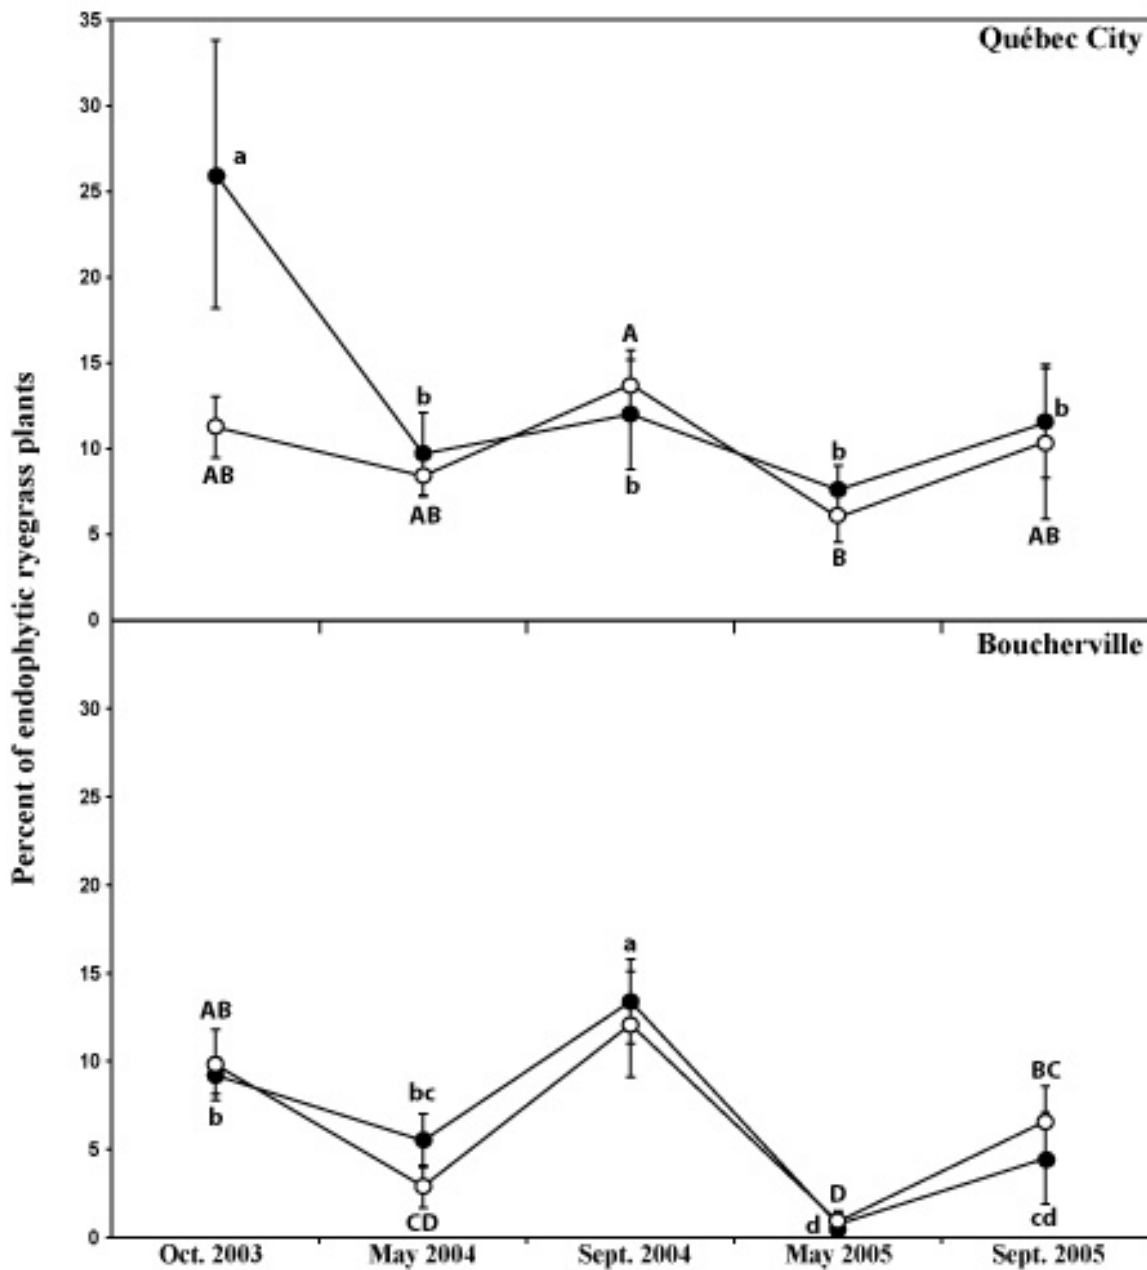 Percent of endophytic ryegrass plants
Québec City
35
30
25
20
15
10
5
0
a
AB
b
AB
A
b
b
B
b
AB
Boucherville
30
25
20
15
10
5
0
AB
b
bc
CD
a
D
d
BC
cd
Oct. 2003 May 2004 Sept. 2004 May 2005 Sept. 2005